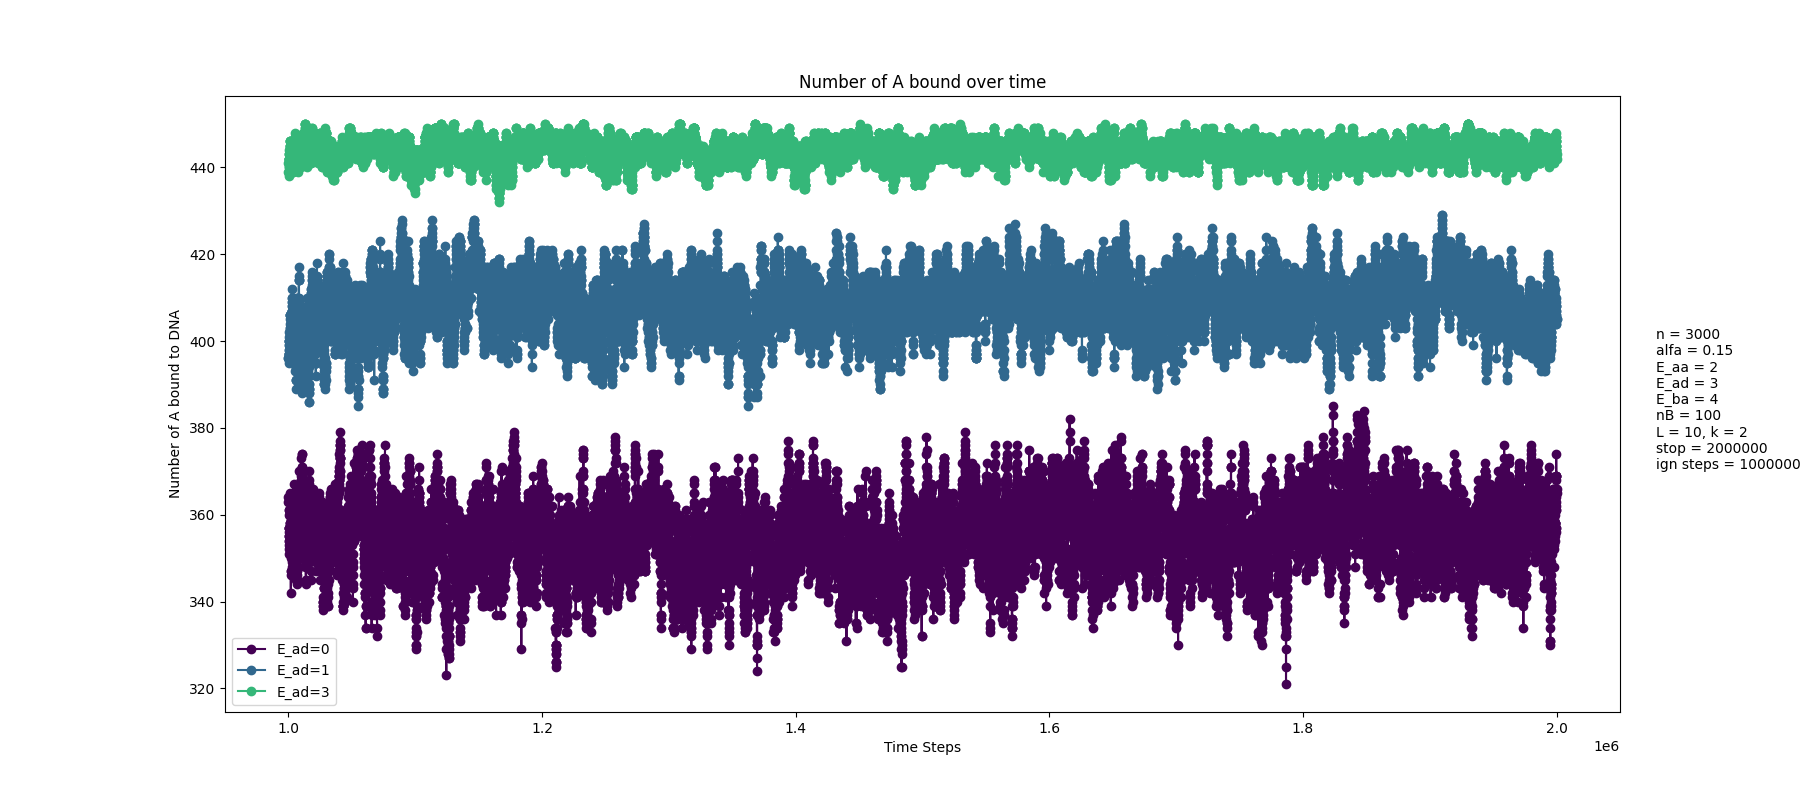 Number of A bound over time
Number of A bound to DNA
440
420
400
380
360
340
320
E_ad=0
E_ad=1
E_ad=3
1.0
1.2
1.4
1.6
1.8
2.0
1e6
Time Steps
n = 3000
alfa = 0.15
E_aa = 2
E_ad = 3
E_ba = 4
nB = 100
L = 10, k = 2
stop = 2000000
ign steps = 1000000